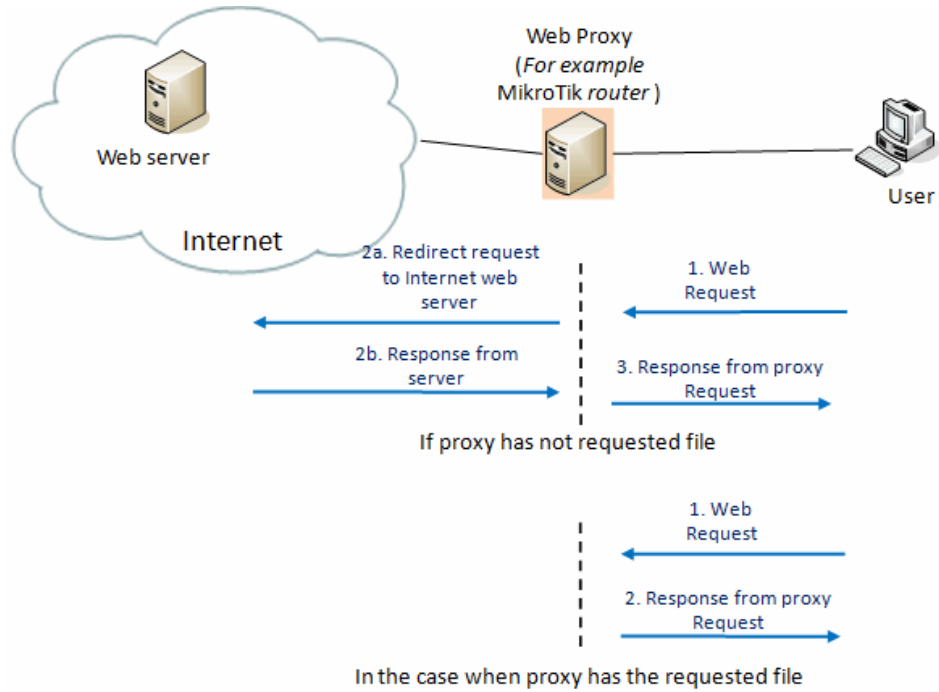 Web Proxy
(For example
MikroTik router )
Web server
User
Internet
2a. Redirect request
to Internet web
server
1. Web
Request
2b. Response from
server
3. Response from proxy
Request
If proxy has not requested file
1. Web
Request
2. Response from proxy
Request
In the case when proxy has the requested file